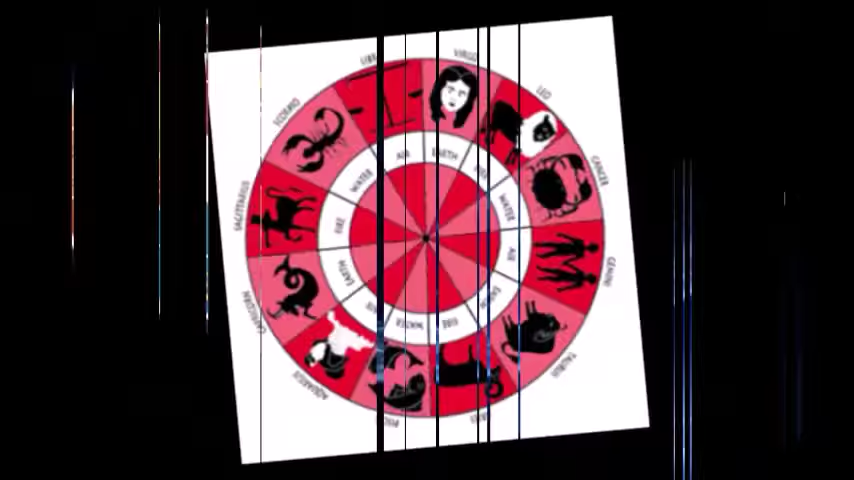 VIRGO
LEO
CANCER
GEMINI
TAURUS
AQUARIUS
CAPRICORN
SAGITTARIUS
SCORPIO
AIR
EARTH
FIRE
WATER
AIR
EARTH
FIRE
WATER
AIR
EARTH
FIRE
WATER